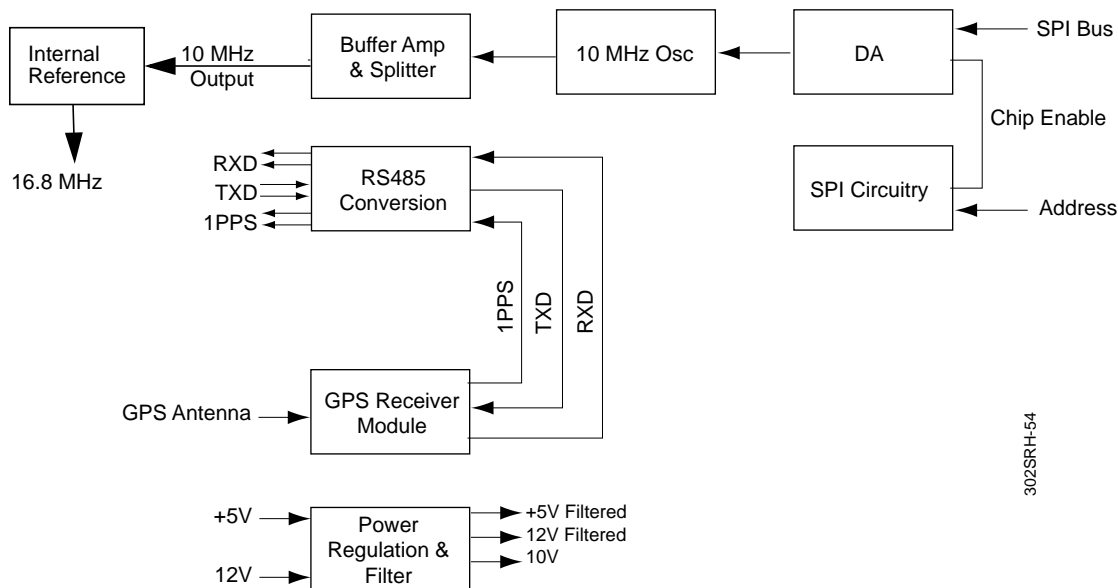 Internal
Reference
10 MHz
Output
Buffer Amp
& Splitter
10 MHz Osc
DA
SPI Bus
Chip Enable
16.8 MHz
RXD
TXD
1PPS
RS485
Conversion
SPI Circuitry
Address
1PPS
TXD
RXD
GPS Antenna
GPS Receiver
Module
302SRH-54
+5V
12V
Power
Regulation &
Filter
+5V Filtered
12V Filtered
10V